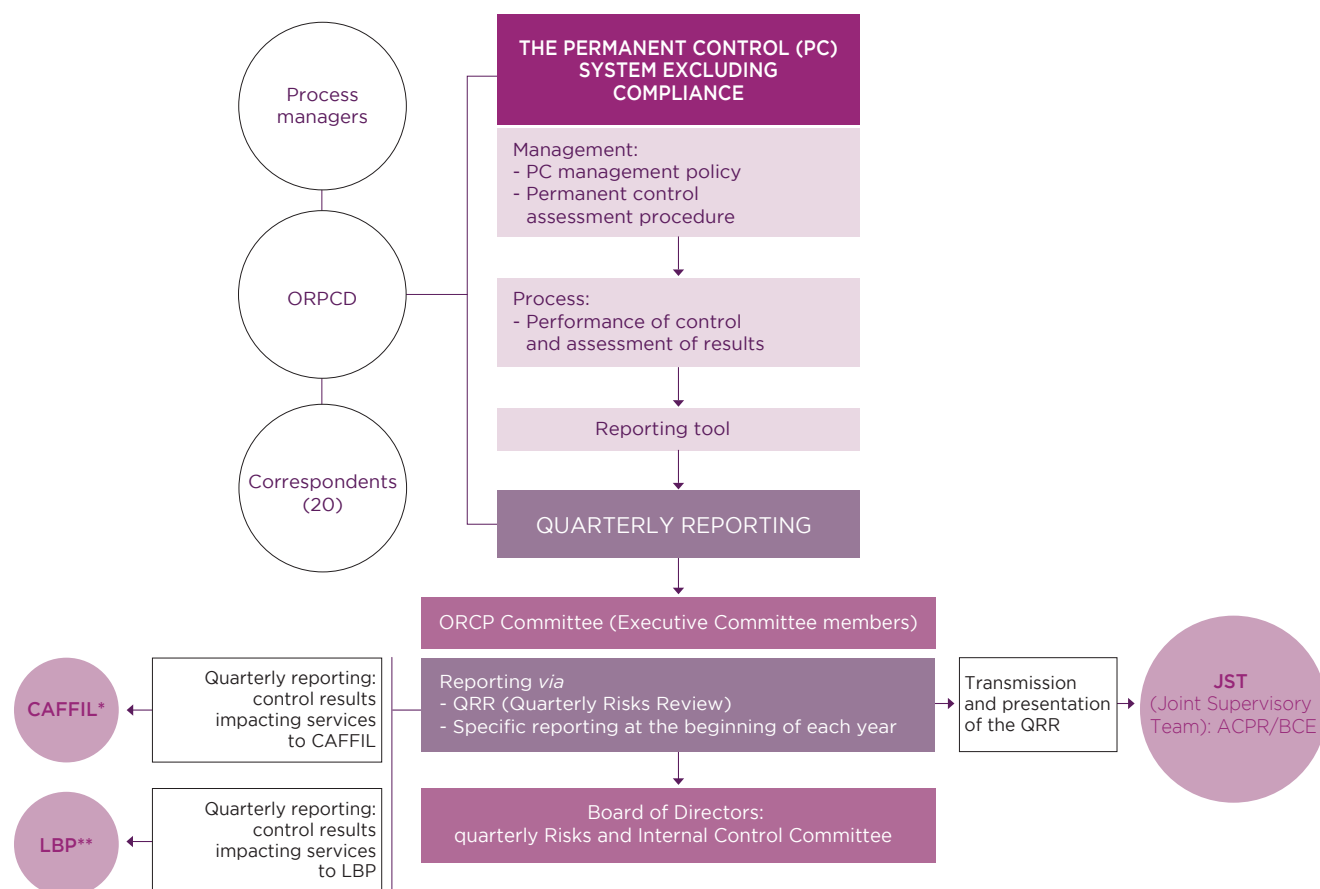 Process
managers
ORPCD
Correspondents
(20)
THE PERMANENT CONTROL (PC)
SYSTEM EXCLUDING
COMPLIANCE
Management:
- PC management policy
- Permanent control
assessment procedure
Process:
- Performance of control
and assessment of results
Reporting tool
QUARTERLY REPORTING
ORCP Committee (Executive Committee members)
CAFFIL*
Quarterly reporting:
control results
impacting services
to CAFFIL
Reporting via
- QRR (Quarterly Risks Review)
- Specific reporting at the beginning of each year
Transmission
and presentation
of the QRR
JST
(Joint Supervisory
Team): ACPR/BCE
LBP**
Quarterly reporting:
control results
impacting services
to LBP
Board of Directors:
quarterly Risks and Internal Control Committee